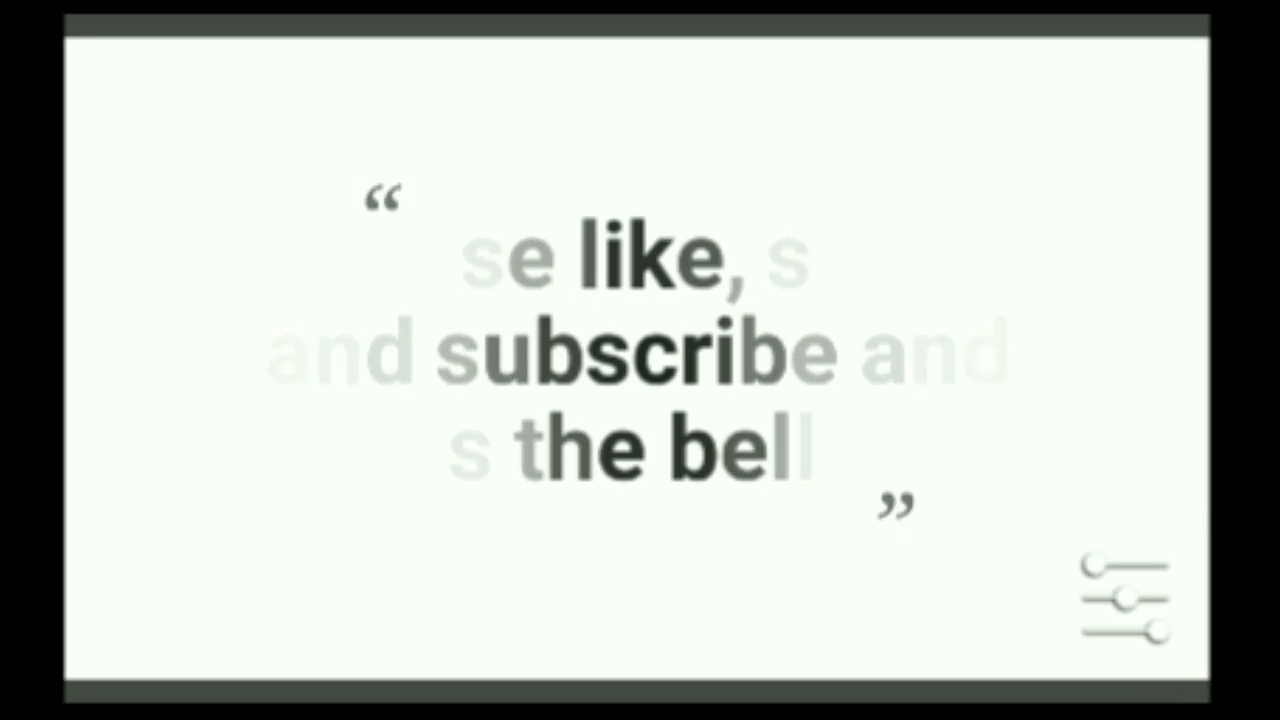 “
se like, s
and subscribe and
s the bell
”